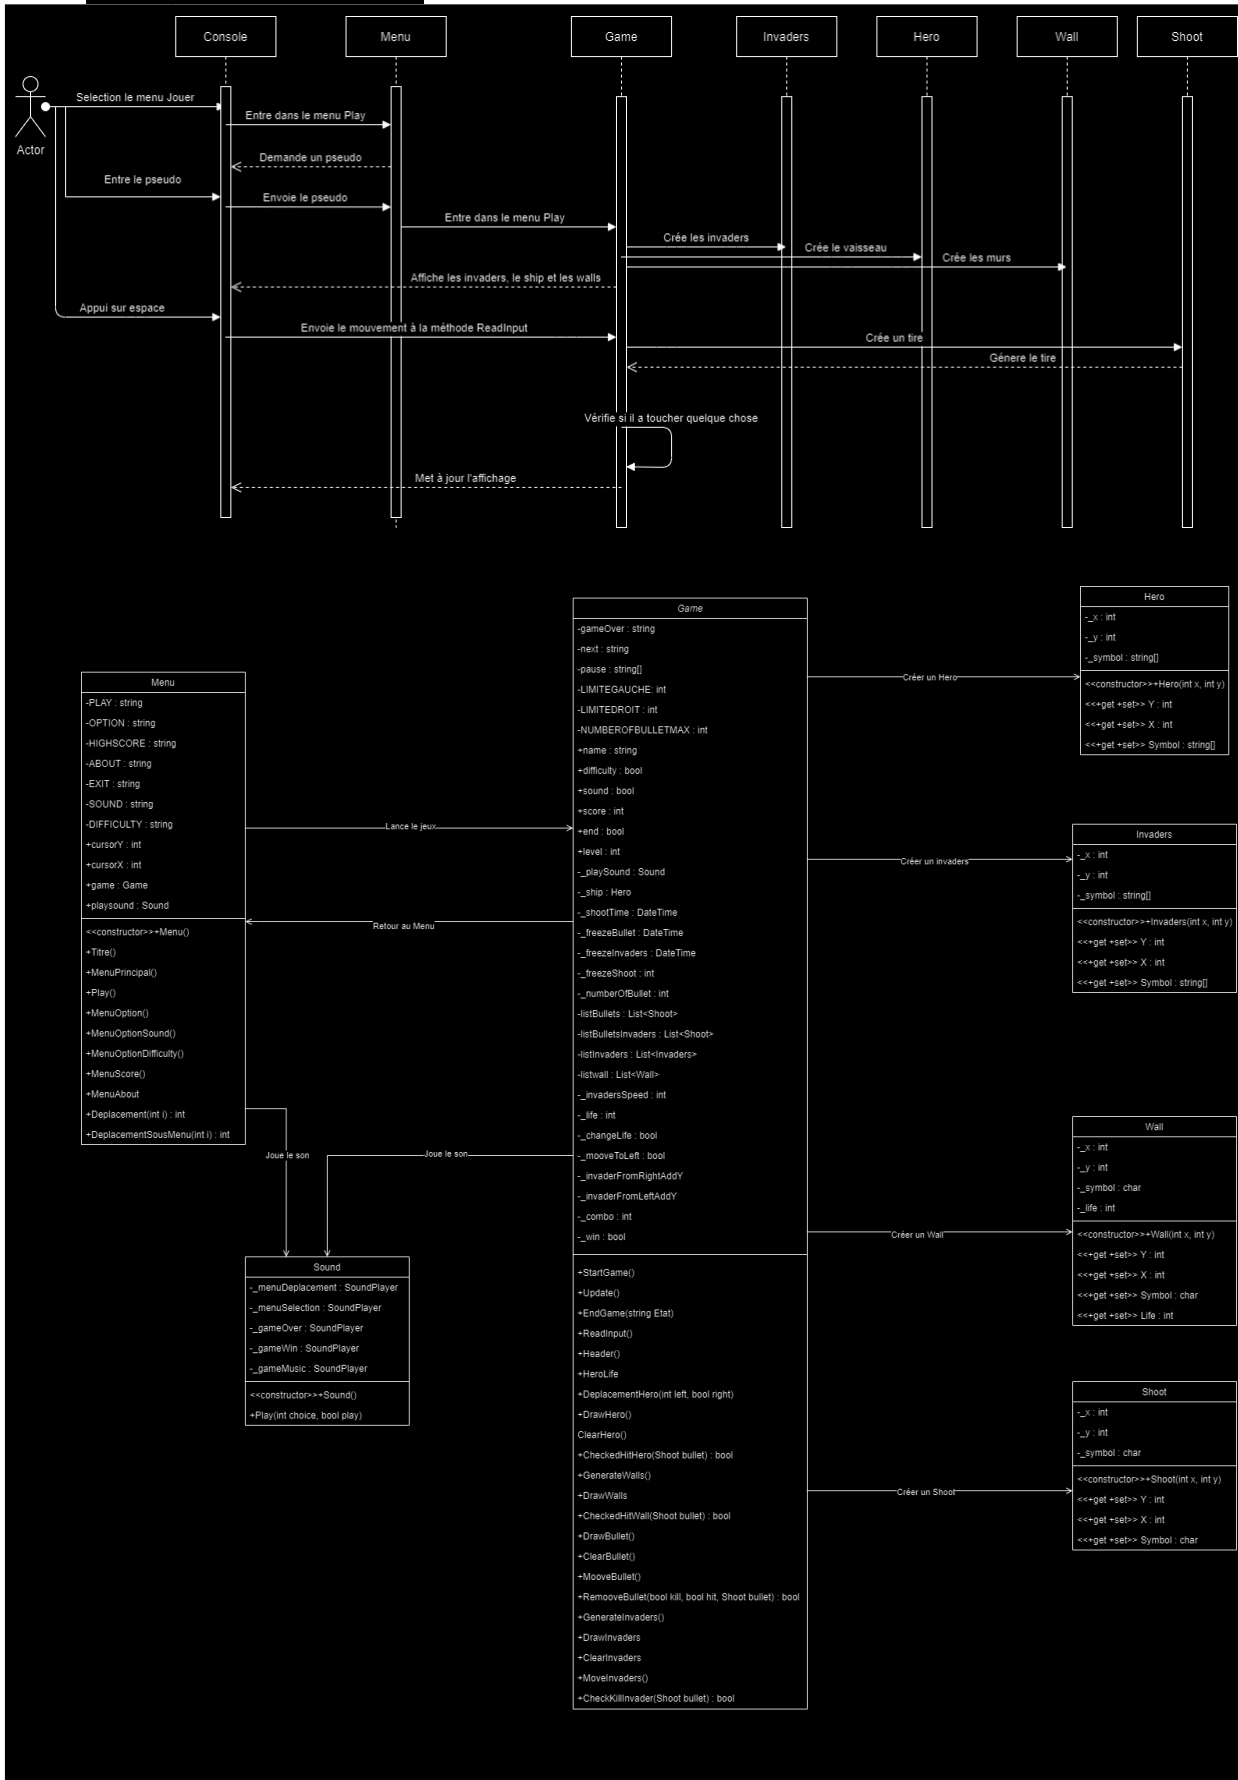 Console
Menu
Game
Invaders
Hero
Wall
Shoot
Actor
Selection le menu Jouer
Entre dans le menu Play
Demande un pseudo
Entre le pseudo
Envoie le pseudo
Entre dans le menu Play
Crée les invaders
Crée le vaisseau
Crée les murs
Affiche les invaders, le ship et les walls
Appui sur espace
Envoie le mouvement à la méthode ReadInput
Crée un tire
Génere le tire
Vérifie si il a toucher quelque chose
Met à jour l'affichage
Menu
-PLAY : string
-OPTION : string
-HIGHSCORE : string
-ABOUT : string
-EXIT : string
-SOUND : string
-DIFFICULTY : string
+cursorY : int
+cursorX : int
+game : Game
+playsound : Sound
<<constructor>>+Menu()
+Titre()
+MenuPrincipal()
+Play()
+MenuOption()
+MenuOptionSound()
+MenuOptionDifficulty()
+MenuScore()
+MenuAbout
+Deplacement(int i) : int
+DeplacementSousMenu(int i) : int
Lance le jeux
Retour au Menu
Joue le son
Joue le son
Sound
-_menuDeplacement : SoundPlayer
-_menuSelection : SoundPlayer
-_gameOver : SoundPlayer
-_gameWin : SoundPlayer
-_gameMusic : SoundPlayer
<<constructor>>+Sound()
+Play(int choice, bool play)
Game
-gameOver : string
-next : string
-pause : string[]
-LIMITEGAUCHE: int
-LIMITEDROIT : int
-NUMBEROFBULLETMAX : int
+name : string
+difficulty : bool
+sound : bool
+score : int
+end : bool
+level : int
-_playSound : Sound
-_ship : Hero
-_shootTime : DateTime
-_freezeBullet : DateTime
-_freezeInvaders : DateTime
-_freezeShoot : int
-_numberOfBullet : int
-listBullets : List<Shoot>
-listBulletsInvaders : List<Shoot>
-listInvaders : List<Invaders>
-listwall : List<Wall>
-_invadersSpeed : int
-_life : int
-_changeLife : bool
-_mooveToLeft : bool
-_invaderFromRightAddY
-_invaderFromLeftAddY
-_combo : int
-_win : bool
+StartGame()
+Update()
+EndGame(string Etat)
+ReadInput()
+Header()
+HeroLife
+DeplacementHero(int left, bool right)
+DrawHero()
ClearHero()
+CheckedHitHero(Shoot bullet) : bool
+GenerateWalls()
+DrawWalls
+CheckedHitWall(Shoot bullet) : bool
+DrawBullet()
+ClearBullet()
+MooveBullet()
+RemooveBullet(bool kill, bool hit, Shoot bullet) : bool
+GenerateInvaders()
+DrawInvaders
+ClearInvaders
+MoveInvaders()
+CheckKillInvader(Shoot bullet) : bool
Créer un Hero
Créer un invaders
Créer un Wall
Créer un Shoot
Hero
-_x : int
-_y : int
-_symbol : string[]
<<constructor>>+Hero(int x, int y)
<<+get +set>> Y : int
<<+get +set>> X : int
<<+get +set>> Symbol : string[]
Invaders
-_x : int
-_y : int
-_symbol : string[]
<<constructor>>+Invaders(int x, int y)
<<+get +set>> Y : int
<<+get +set>> X : int
<<+get +set>> Symbol : string[]
Wall
-_x : int
-_y : int
-_symbol : char
-_life : int
<<constructor>>+Wall(int x, int y)
<<+get +set>> Y : int
<<+get +set>> X : int
<<+get +set>> Symbol : char
<<+get +set>> Life : int
Shoot
-_x : int
-_y : int
-_symbol : char
<<constructor>>+Shoot(int x, int y)
<<+get +set>> Y : int
<<+get +set>> X : int
<<+get +set>> Symbol : char